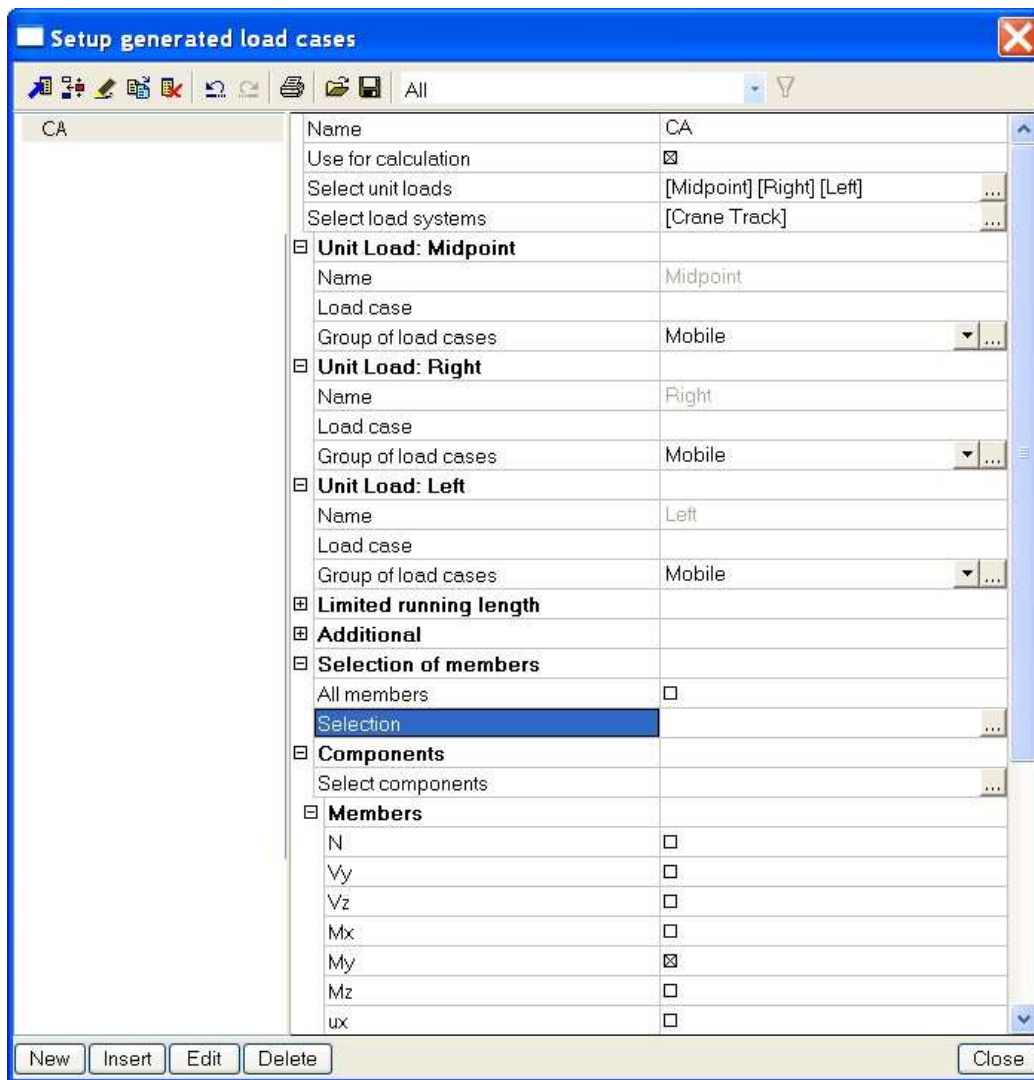 Setup generated load cases
All
CA
Name CA
Use for calculation
Select unit loads [Midpoint] [Right] [Left] ...
Select load systems [Crane Track] ...
Unit Load: Midpoint
Name Midpoint
Load case
Group of load cases Mobile ...
Unit Load: Right
Name Right
Load case
Group of load cases Mobile ...
Unit Load: Left
Name Left
Load case
Group of load cases Mobile ...
Limited running length
Additional
Selection of members
All members
Selection ...
Components
Select components ...
Members
N
Vy
Vz
Mx
My
Mz
ux
New Insert Edit Delete Close